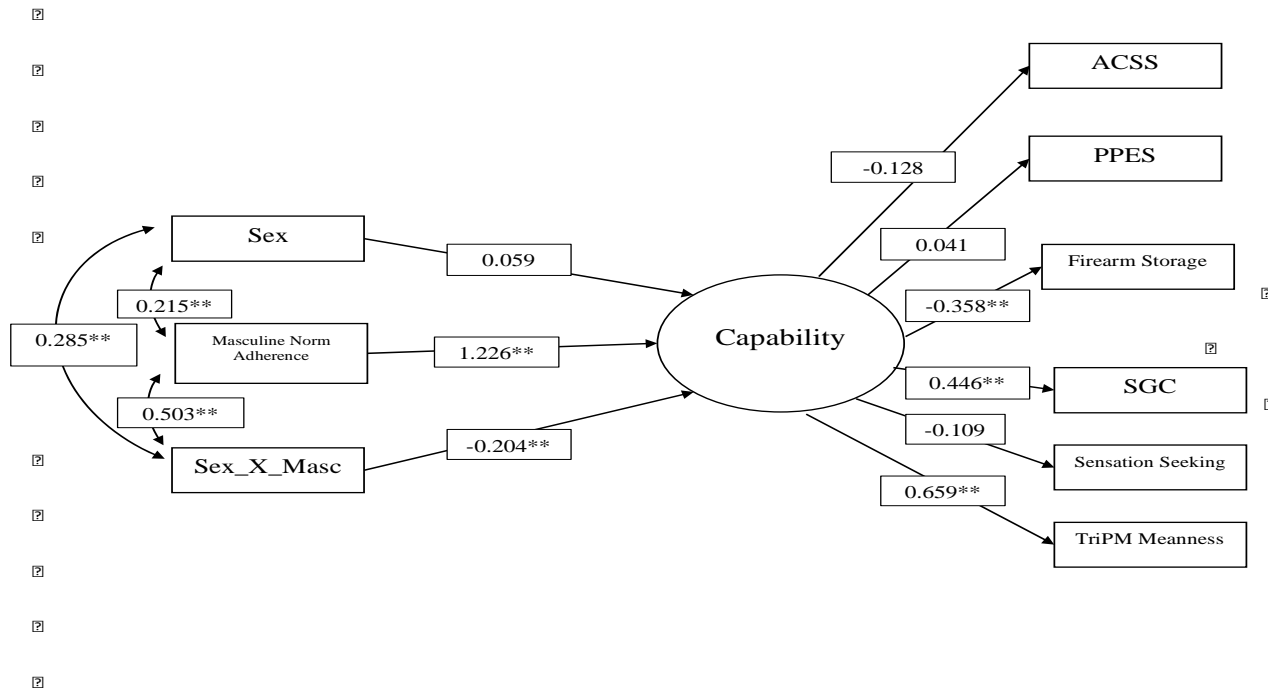 ACSS
PPES
-0.128
Sex
0.041
0.059
Firearm Storage
0.215**
-0.358**
0.285**
Masculine Norm
Adherence
1.226**
Capability
0.446**
SGC
0.503**
-0.204**
-0.109
Sex_X_Masc
Sensation Seeking
0.659**
TriPM Meanness